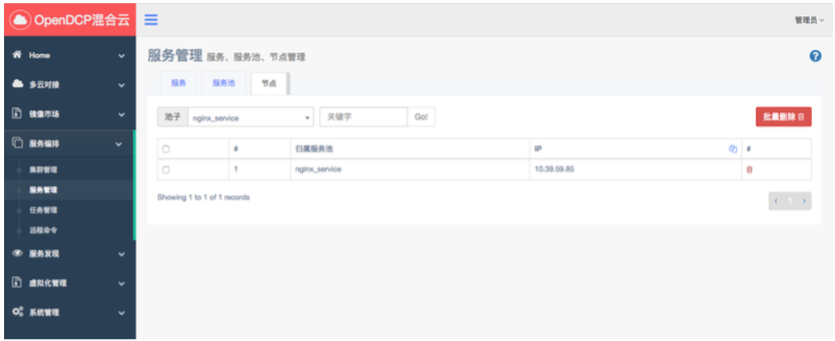 OpenDCP混合云
管理员
Home
多云对接
镜像市场
服务编排
集群管理
服务管理
任务管理
远程命令
服务发现
虚拟化管理
系统管理
服务管理 服务、服务池、节点管理
服务 服务池 节点
池子 nginx_service 关键字 Go! 批量删除
# 归属服务池 IP #
1 nginx_service 10.39.59.85
Showing 1 to 1 of 1 records
‹ 1 ›